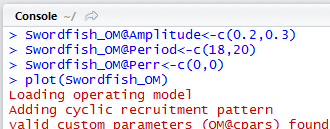 Console ~/
> Swordfish_OM@Amplitude<-c(0.2,0.3)
> Swordfish_OM@Period<-c(18,20)
> Swordfish_OM@Perr<-c(0,0)
> plot(Swordfish_OM)
Loading operating model
Adding cyclic recruitment pattern
valid custom parameters (OM@cpars) found